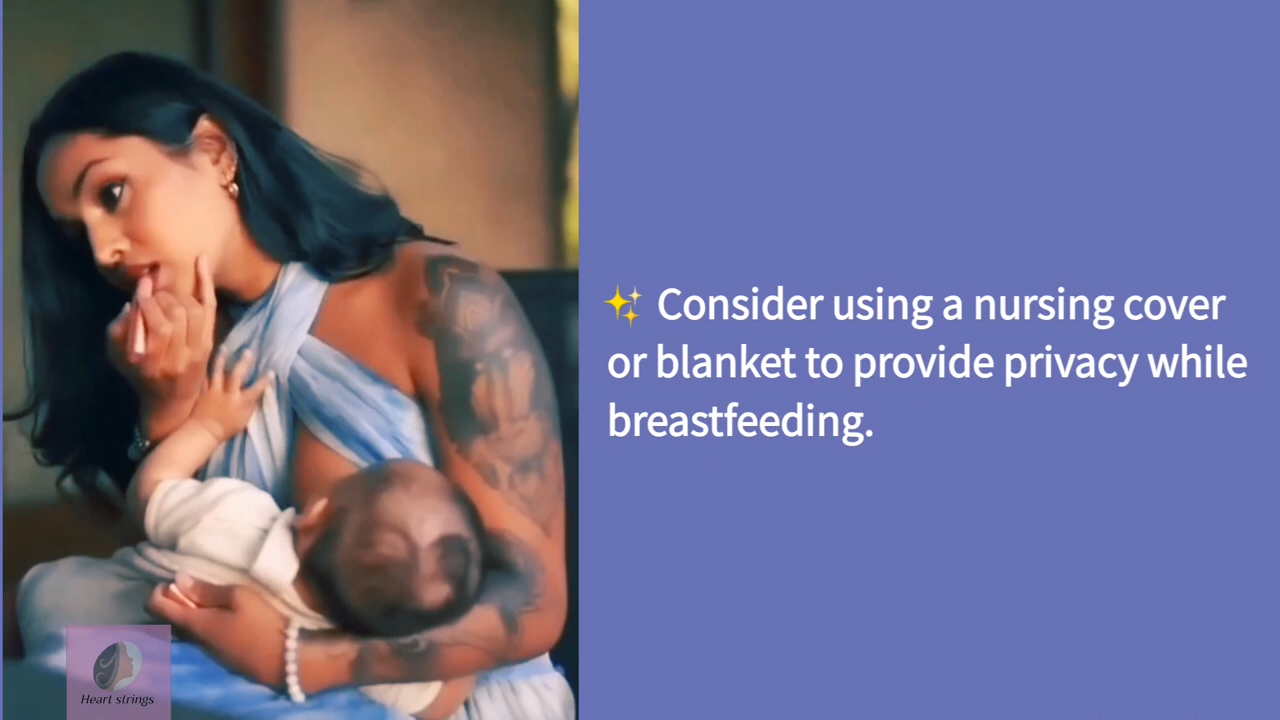 ✨ Consider using a nursing cover
or blanket to provide privacy while
breastfeeding.
Heart strings